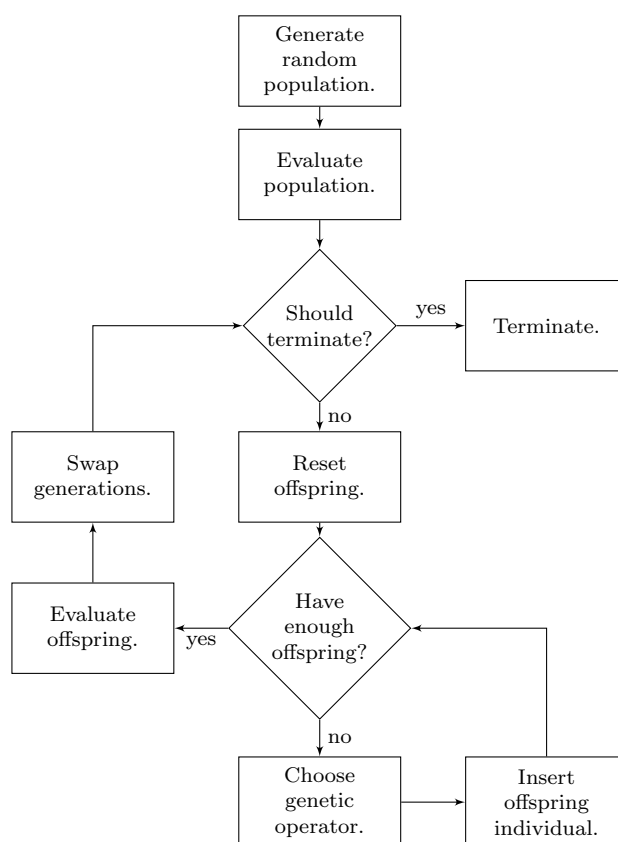 Generate
random
population.
Evaluate
population.
Should
terminate?
yes
Terminate.
no
Swap
generations.
Reset
offspring.
Evaluate
offspring.
yes
Have
enough
offspring?
no
Choose
genetic
operator.
Insert
offspring
individual.